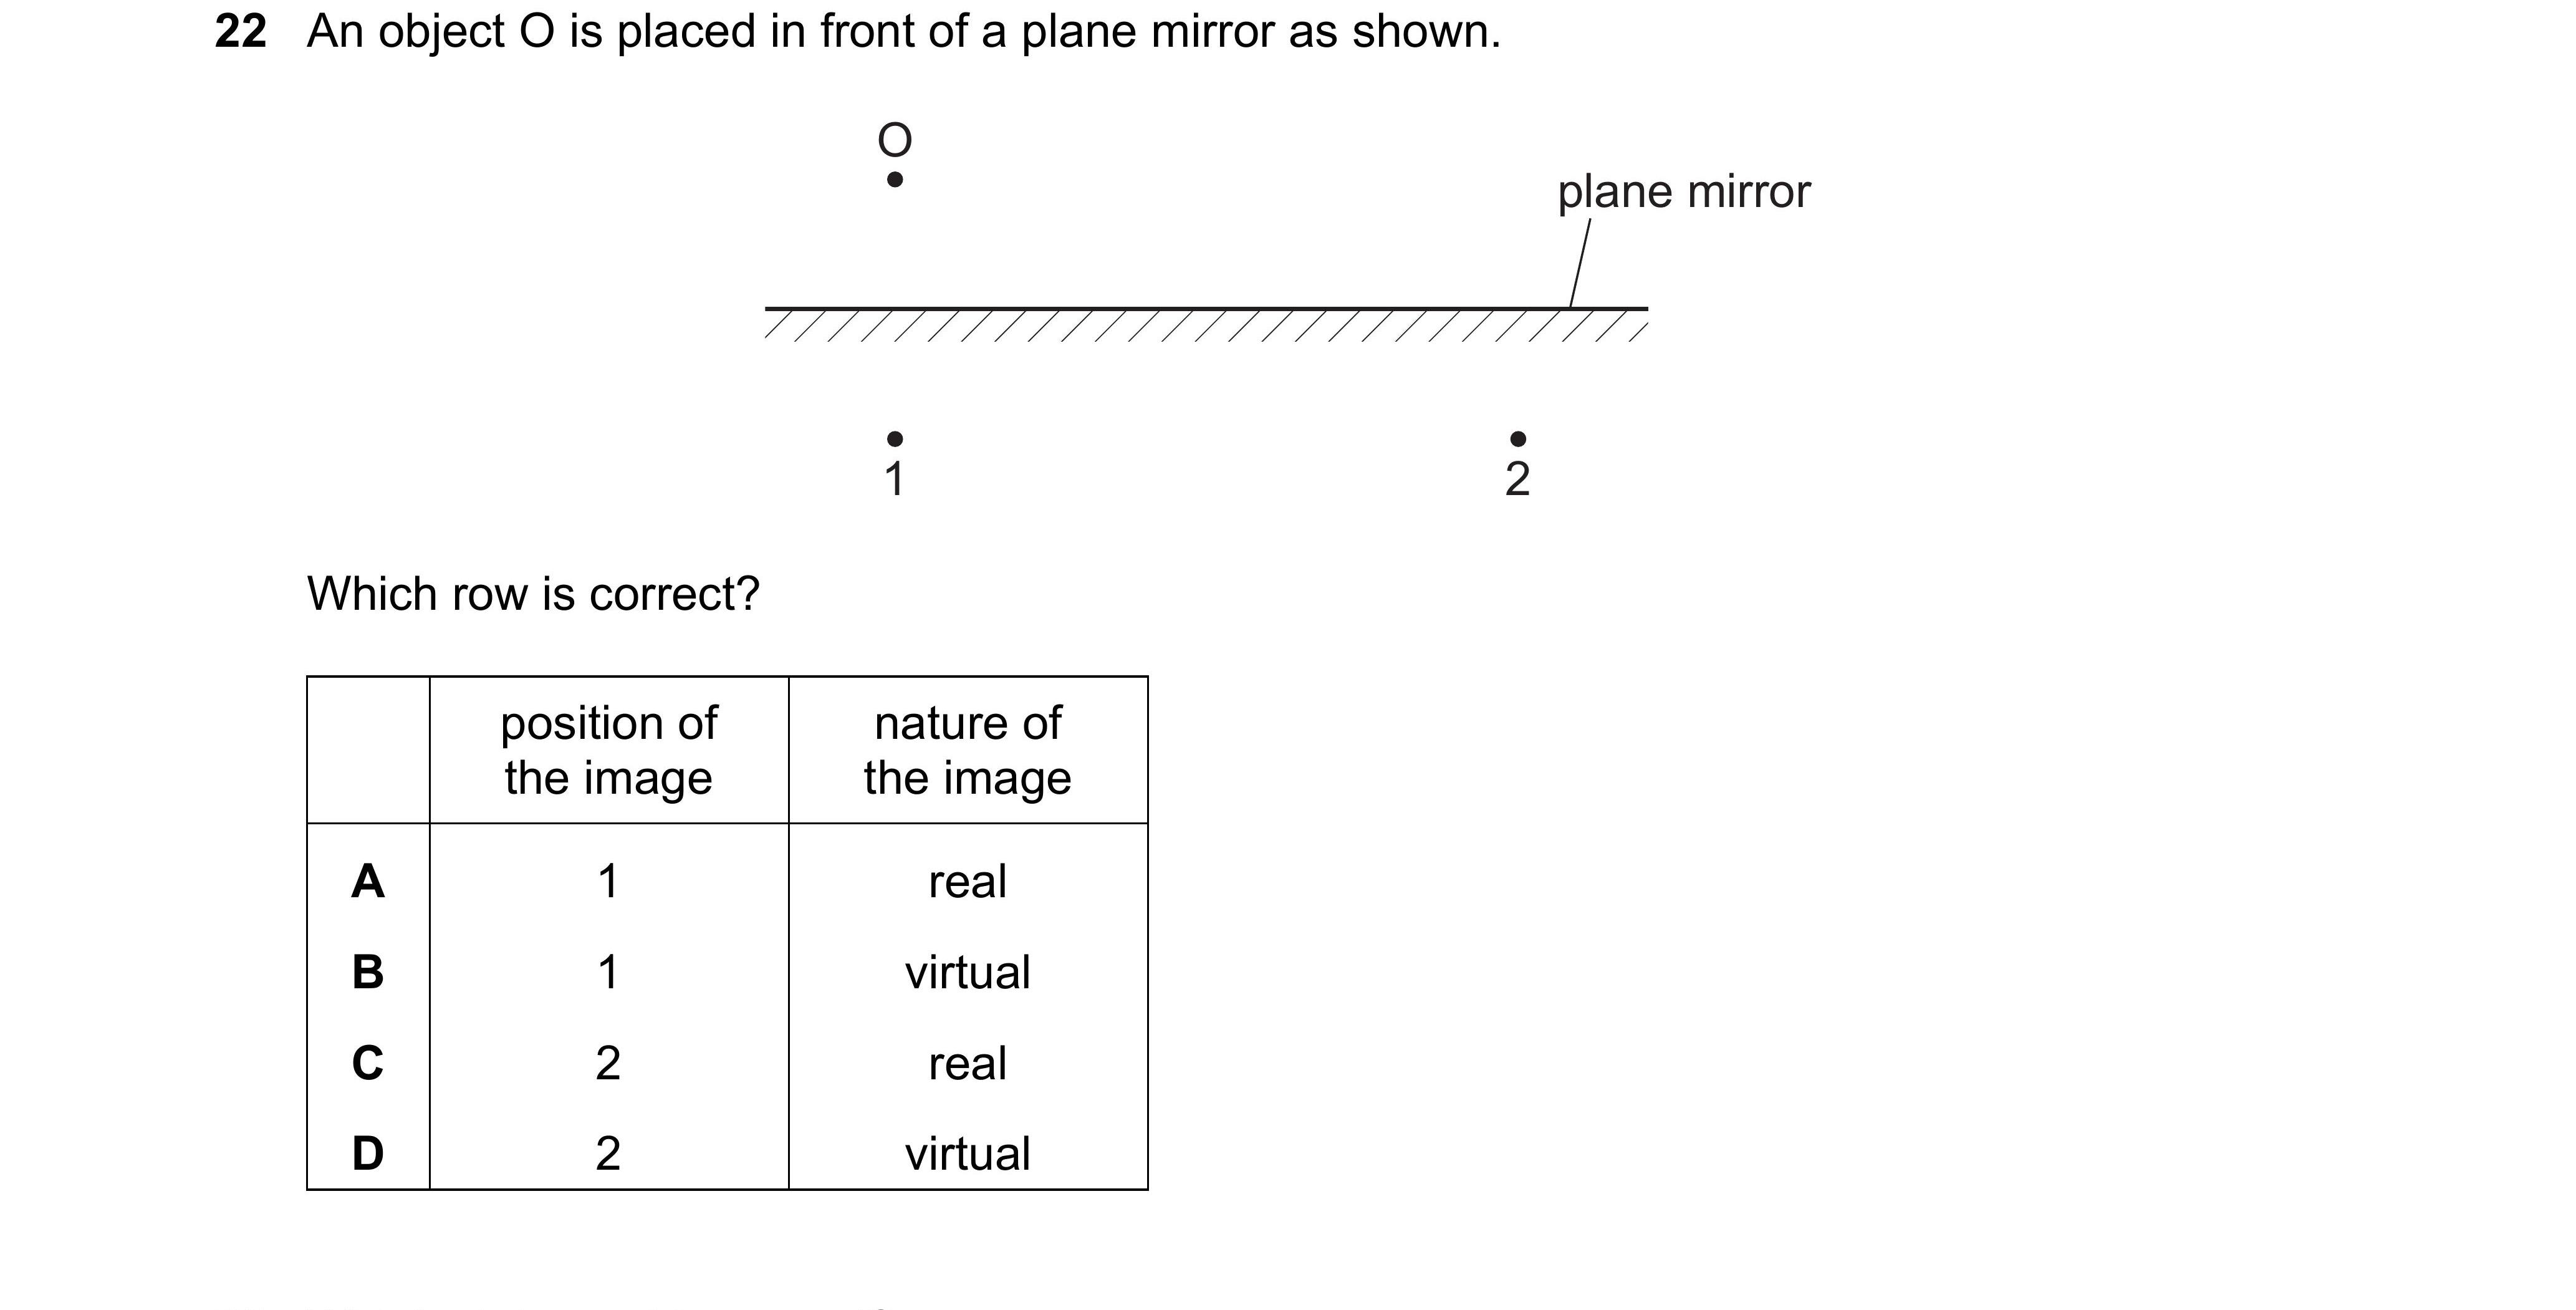 22 An object O is placed in front of a plane mirror as shown.
O
plane mirror
1 2
Which row is correct?
position of the image nature of the image
A 1 real
B 1 virtual
C 2 real
D 2 virtual